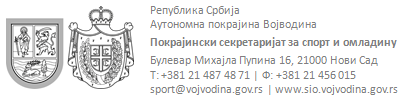 Република Србија
Аутономна покрајина Војводина
Покрајински секретаријат за спорт и омладину
Булевар Михајла Пупина 16, 21000 Нови Сад
Т: +381 21 487 48 71 | Ф: +381 21 456 015
sport@vojvodina.gov.rs | www.sio.vojvodina.gov.rs